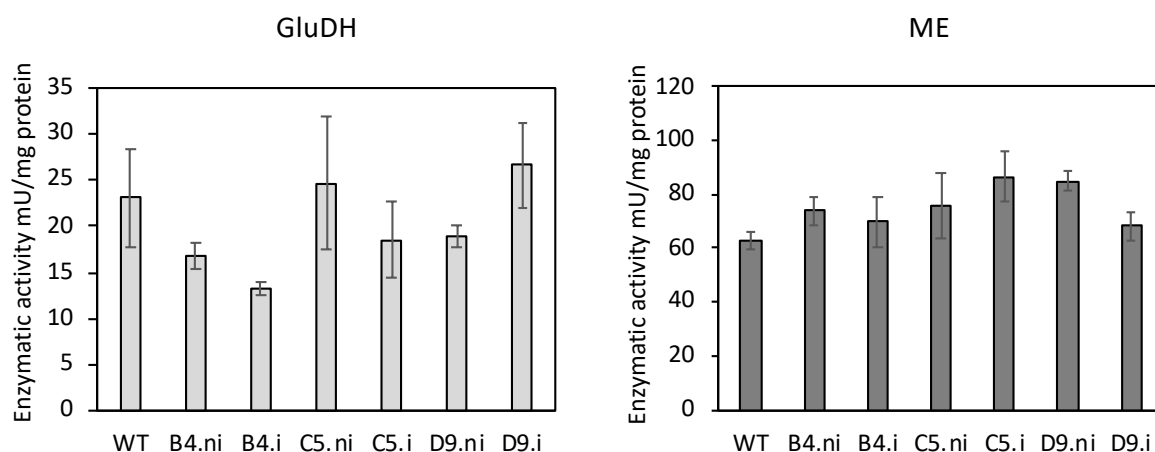 GluDH
Enzymatic activity mU/mg protein
35
30
25
20
15
10
5
0
WT B4.ni B4.i C5.ni C5.i D9.ni D9.i
ME
Enzymatic activity mU/mg protein
120
100
80
60
40
20
0
WT B4.ni B4.i C5.ni C5.i D9.ni D9.i